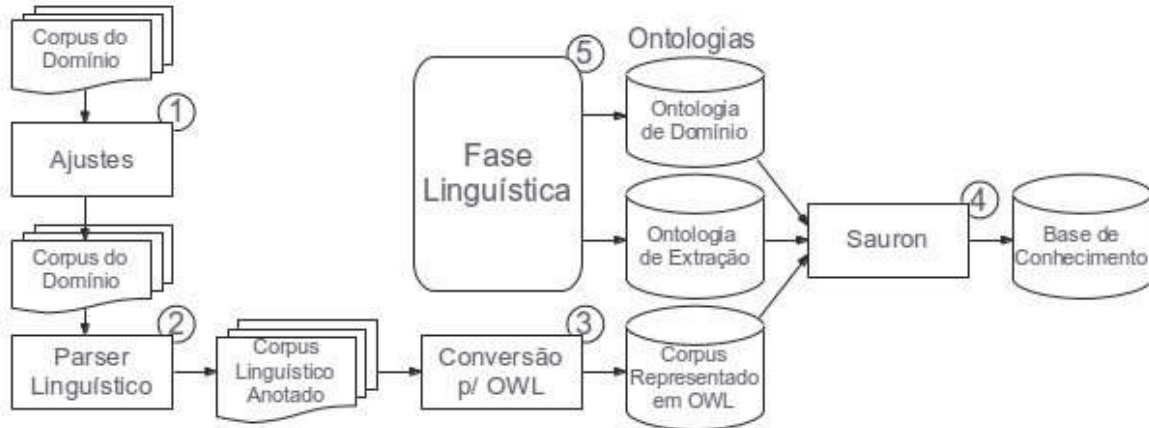 Corpus do
Domínio
1
Ajustes
Corpus do
Domínio
2
Parser
Linguístico
Corpus
Linguístico
Anotado
3
Conversão
p/ OWL
5
Fase
Linguística
Ontologias
Ontologia
de Domínio
Ontologia
de Extração
Corpus
Representado
em OWL
4
Sauron
Base de
Conhecimento